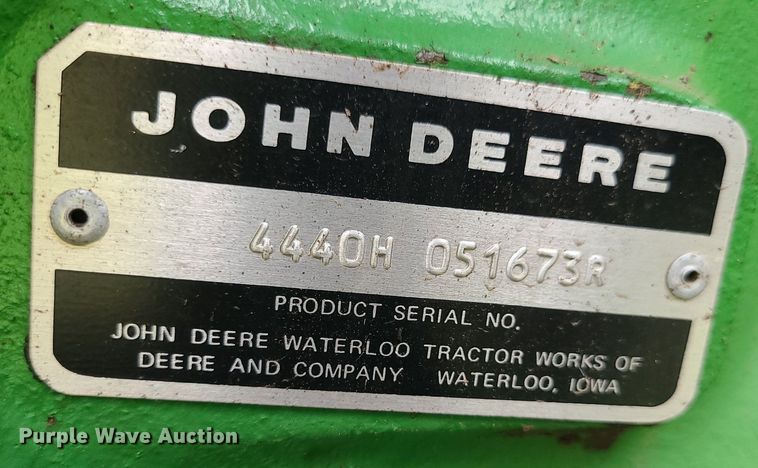 JOHN DEERE
4440H 051673R
PRODUCT SERIAL NO.
JOHN DEERE WATERLOO TRACTOR WORKS OF
DEERE AND COMPANY WATERLOO, IOWA
Purple Wave Auction